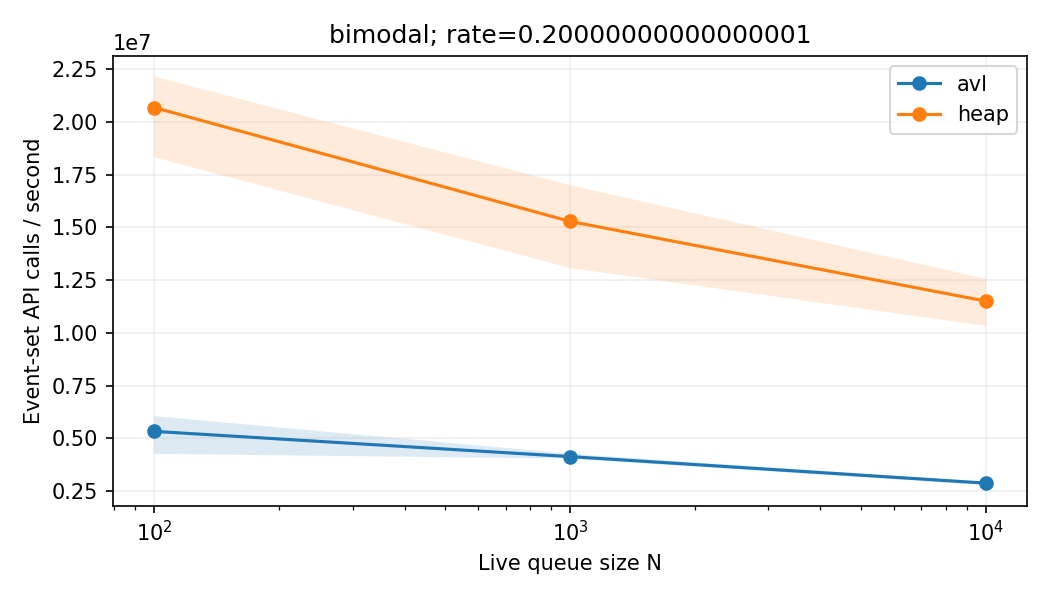 bimodal; rate=0.20000000000000001
1e7
2.25
2.00
1.75
1.50
1.25
1.00
0.75
0.50
0.25
Event-set API calls / second
avl
heap
10²
10³
10⁴
Live queue size N